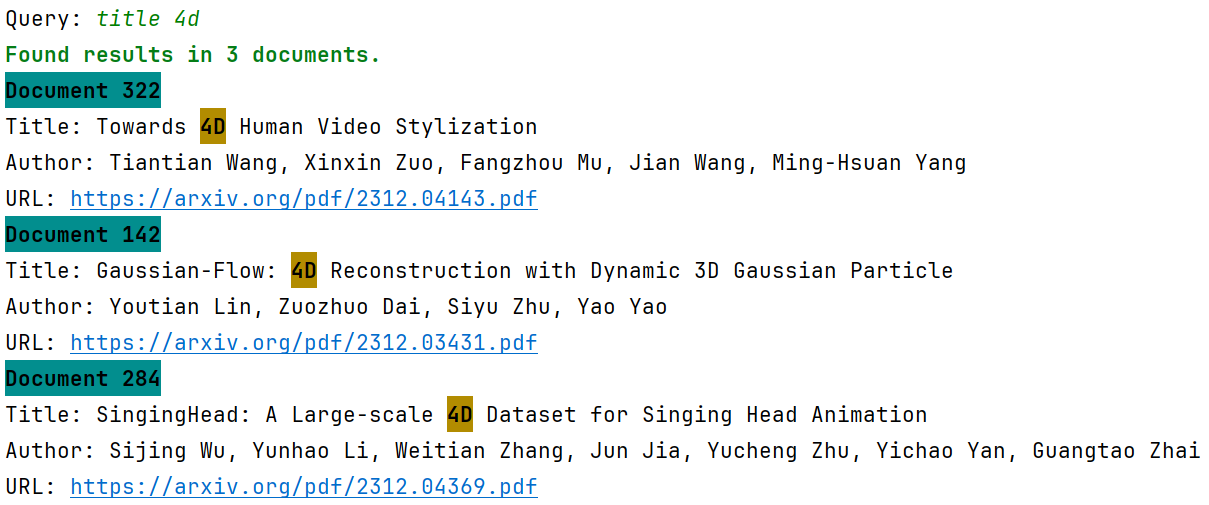 Query: title 4d
Found results in 3 documents.
Document 322
Title: Towards 4D Human Video Stylization
Author: Tiantian Wang, Xinxin Zuo, Fangzhou Mu, Jian Wang, Ming-Hsuan Yang
URL: https://arxiv.org/pdf/2312.04143.pdf
Document 142
Title: Gaussian-Flow: 4D Reconstruction with Dynamic 3D Gaussian Particle
Author: Youtian Lin, Zuozhuo Dai, Siyu Zhu, Yao Yao
URL: https://arxiv.org/pdf/2312.03431.pdf
Document 284
Title: SingingHead: A Large-scale 4D Dataset for Singing Head Animation
Author: Sijing Wu, Yunhao Li, Weitian Zhang, Jun Jia, Yucheng Zhu, Yichao Yan, Guangtao Zhai
URL: https://arxiv.org/pdf/2312.04369.pdf